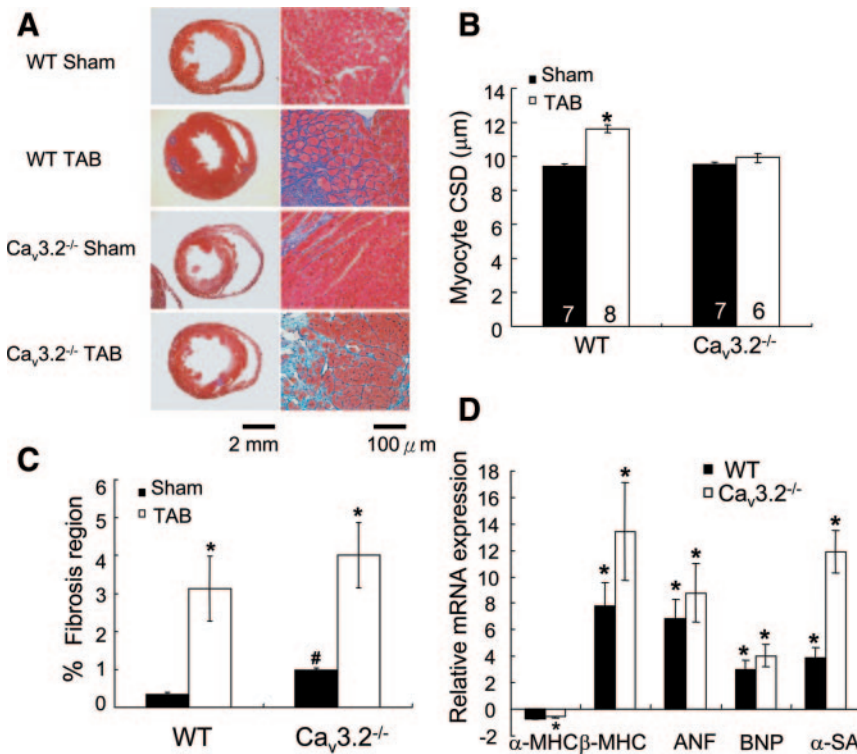 A
WT Sham
WT TAB
Caᵥ3.2⁻/⁻ Sham
Caᵥ3.2⁻/⁻ TAB
2 mm
100 μm
B
Sham
TAB
Myocyte CSD (μm)
14
12
10
8
6
4
2
0
*
7
8
7
6
WT
Caᵥ3.2⁻/⁻
C
Sham
TAB
% Fibrosis region
6
5
4
3
2
1
0
*
#
*
WT
Caᵥ3.2⁻/⁻
D
WT
Caᵥ3.2⁻/⁻
Relative mRNA expression
18
16
14
12
10
8
6
4
2
0
-2
*
*
*
*
*
*
*
*
*
α-MHC
β-MHC
ANF
BNP
α-SA